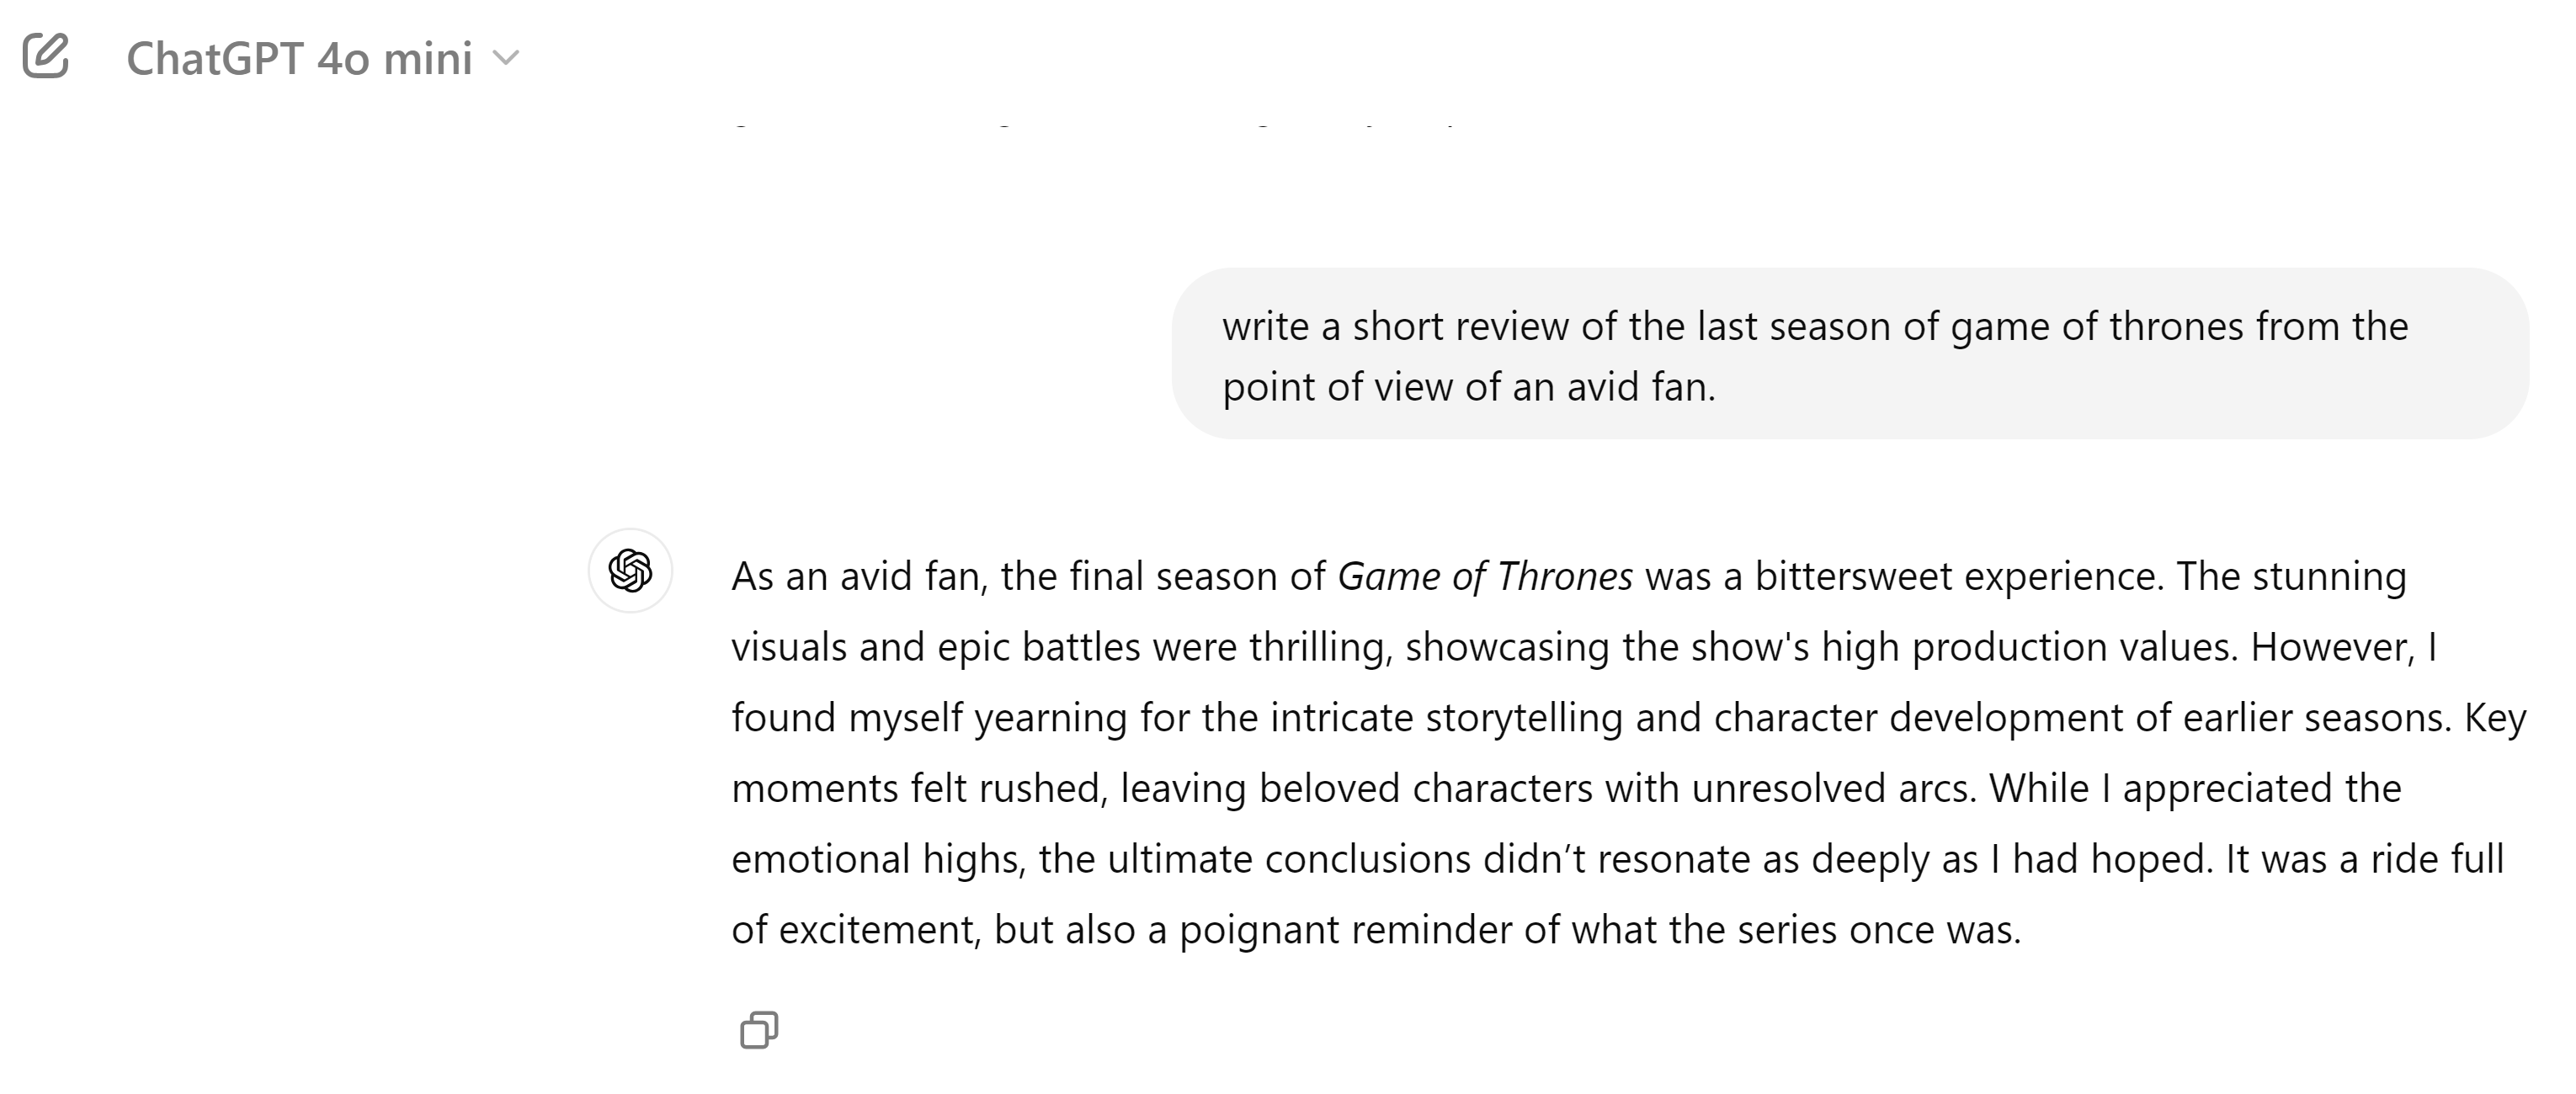 ChatGPT 4o mini
write a short review of the last season of game of thrones from the
point of view of an avid fan.
As an avid fan, the final season of Game of Thrones was a bittersweet experience. The stunning
visuals and epic battles were thrilling, showcasing the show's high production values. However, I
found myself yearning for the intricate storytelling and character development of earlier seasons. Key
moments felt rushed, leaving beloved characters with unresolved arcs. While I appreciated the
emotional highs, the ultimate conclusions didn’t resonate as deeply as I had hoped. It was a ride full
of excitement, but also a poignant reminder of what the series once was.